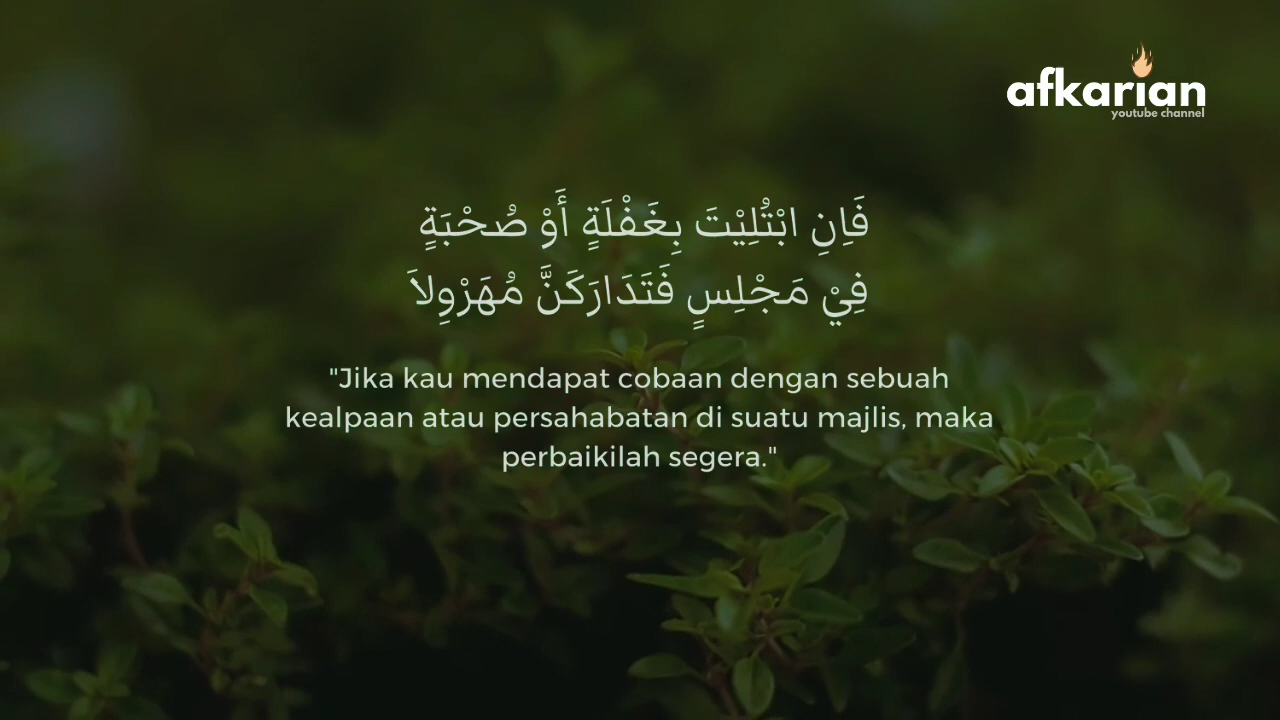 afkarian
youtube channel
فَاِنِ ابْتُلِيْتَ بِغَفْلَةٍ أَوْ صُحْبَةٍ
فِيْ مَجْلِسٍ فَتَدَارَكَنَّ مُهَرْوِلاَ
"Jika kau mendapat cobaan dengan sebuah
kealpaan atau persahabatan di suatu majlis, maka
perbaikilah segera."